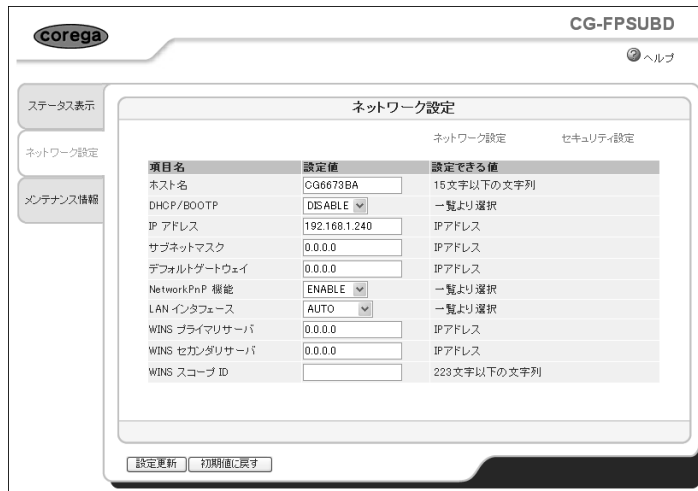 corega
CG-FPSUBD
ヘルプ
ステータス表示
ネットワーク設定
メンテナンス情報
ネットワーク設定
ネットワーク設定 セキュリティ設定
項目名 設定値 設定できる値
ホスト名 CG6673BA 15文字以下の文字列
DHCP/BOOTP DISABLE 一覧より選択
IP アドレス 192.168.1.240 IPアドレス
サブネットマスク 0.0.0.0 IPアドレス
デフォルトゲートウェイ 0.0.0.0 IPアドレス
NetworkPnP 機能 ENABLE 一覧より選択
LAN インタフェース AUTO 一覧より選択
WINS プライマリサーバ 0.0.0.0 IPアドレス
WINS セカンダリサーバ 0.0.0.0 IPアドレス
WINS スコープ ID 223文字以下の文字列
設定更新 初期値に戻す